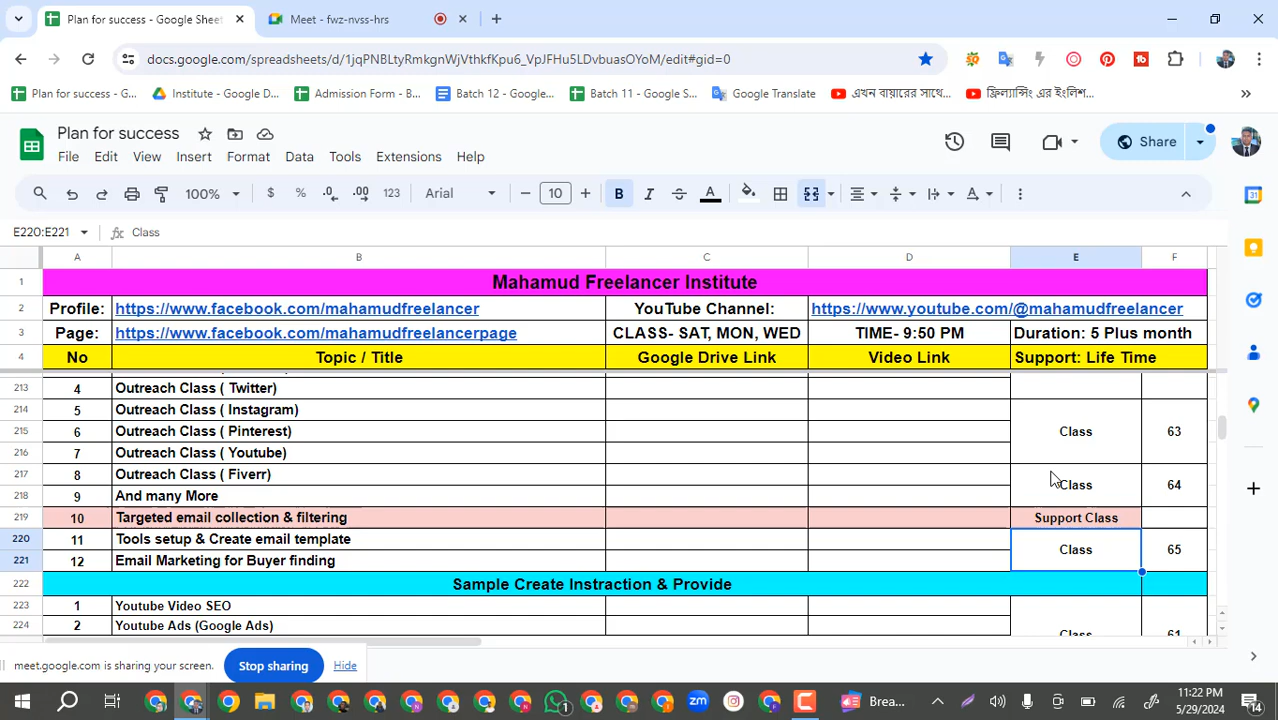 Plan for success - Google Shee
Meet - fwz-nvss-hrs
docs.google.com/spreadsheets/d/1jqPNBLtyRmkgnWjVthkfKpu6_VpJFHu5LDvbuasOYoM/edit#gid=0
Plan for success - G...
Institute - Google D...
Admission Form - B...
Batch 12 - Google...
Batch 11 - Google S...
Google Translate
এখন বায়ারের সাথে...
ফ্রিল্যান্সিং এর ইংলিশ...
Plan for success
Share
File Edit View Insert Format Data Tools Extensions Help
100% $ % .0 .00 123 Arial 10 B I A
E220:E221 fx Class
A B C D E F
1 Mahamud Freelancer Institute
2 Profile: https://www.facebook.com/mahamudfreelancer YouTube Channel: https://www.youtube.com/@mahamudfreelancer
3 Page: https://www.facebook.com/mahamudfreelancerpage CLASS- SAT, MON, WED TIME- 9:50 PM Duration: 5 Plus month
4 No Topic / Title Google Drive Link Video Link Support: Life Time
213 4 Outreach Class ( Twitter)
214 5 Outreach Class ( Instagram)
215 6 Outreach Class ( Pinterest) Class 63
216 7 Outreach Class ( Youtube)
217 8 Outreach Class ( Fiverr)
Class 64
218 9 And many More
219 10 Targeted email collection & filtering Support Class
220 11 Tools setup & Create email template
Class 65
221 12 Email Marketing for Buyer finding
222 Sample Create Instraction & Provide
223 1 Youtube Video SEO
224 2 Youtube Ads (Google Ads)
Class 61
meet.google.com is sharing your screen. Stop sharing Hide
1
zm
Brea...
11:22 PM
5/29/2024
14